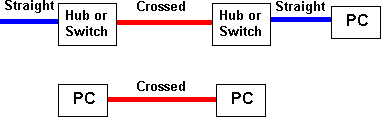 Straight
Hub or
Switch
Crossed
Hub or
Switch
Straight
PC
PC
Crossed
PC